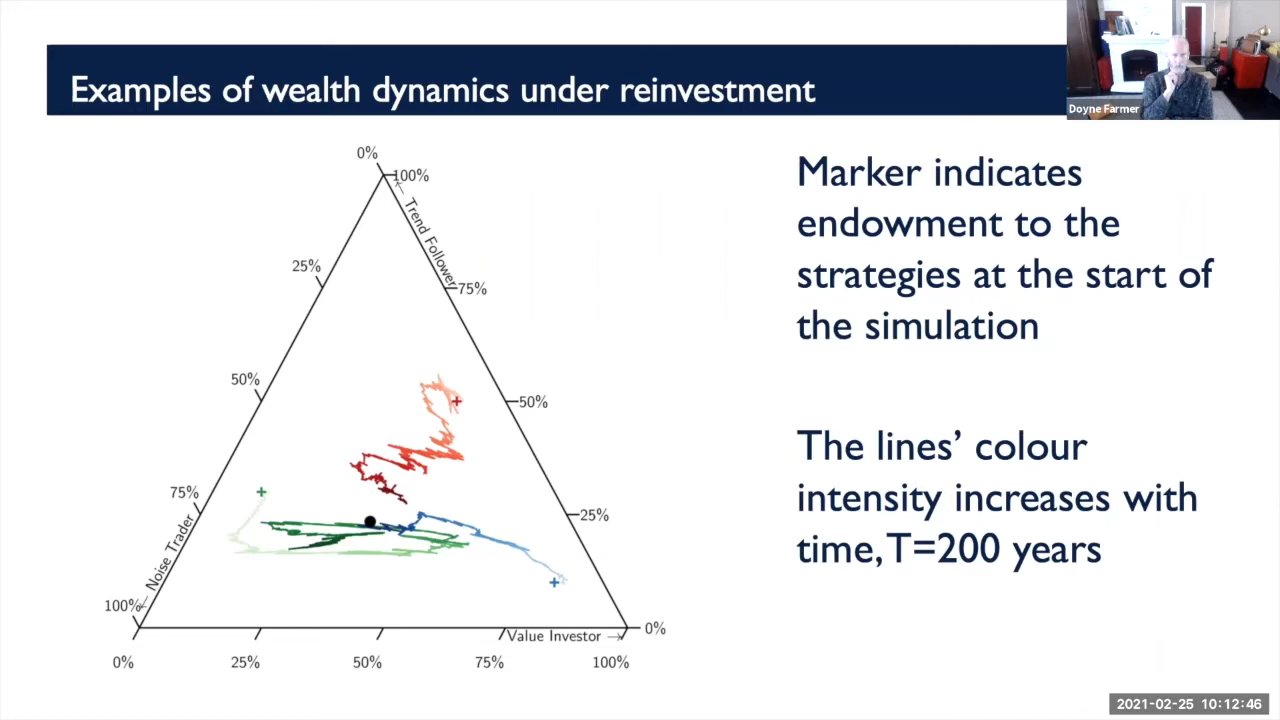 Examples of wealth dynamics under reinvestment
Doyne Farmer
0%
100%
← Trend Follower
25%
75%
50%
50%
75%
25%
← Noise Trader
100%
0%
Value Investor →
0%
25%
50%
75%
100%
Marker indicates
endowment to the
strategies at the start of
the simulation
The lines’ colour
intensity increases with
time, T=200 years
2021-02-25 10:12:46